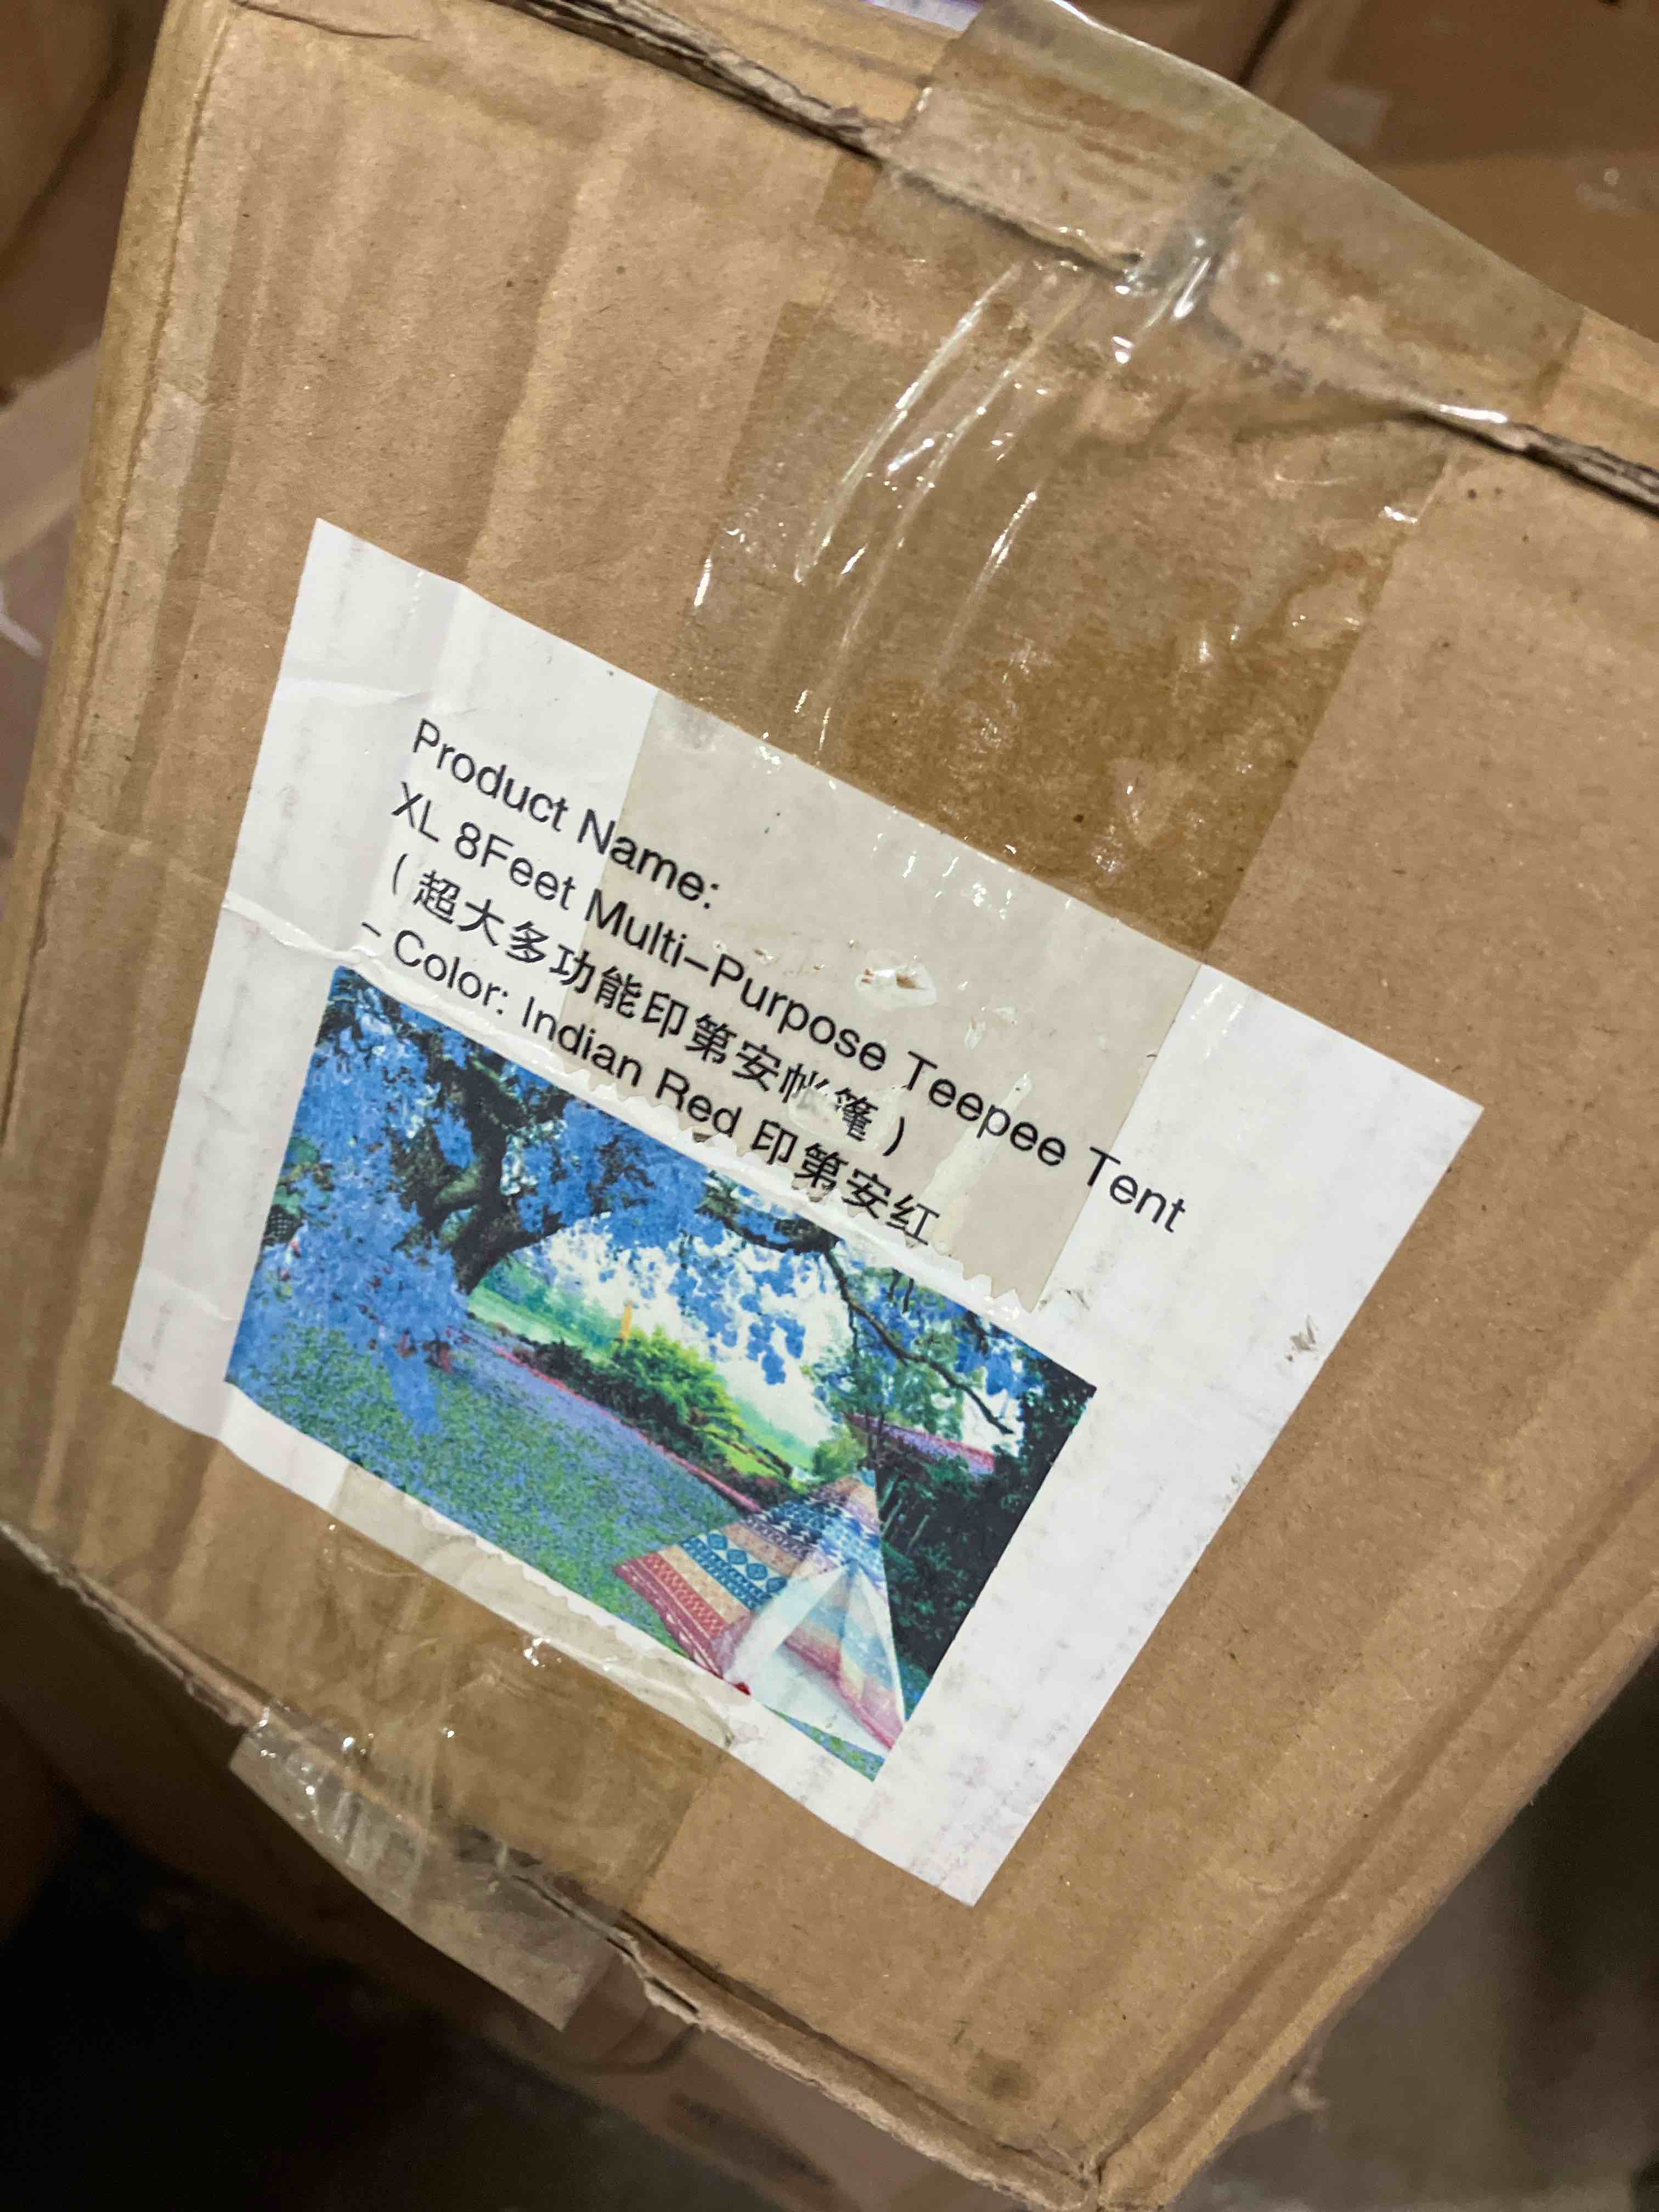 Product Name:
XL 8Feet Multi-Purpose Teepee Tent
(超大多功能印第安帐篷)
- Color: Indian Red 印第安红